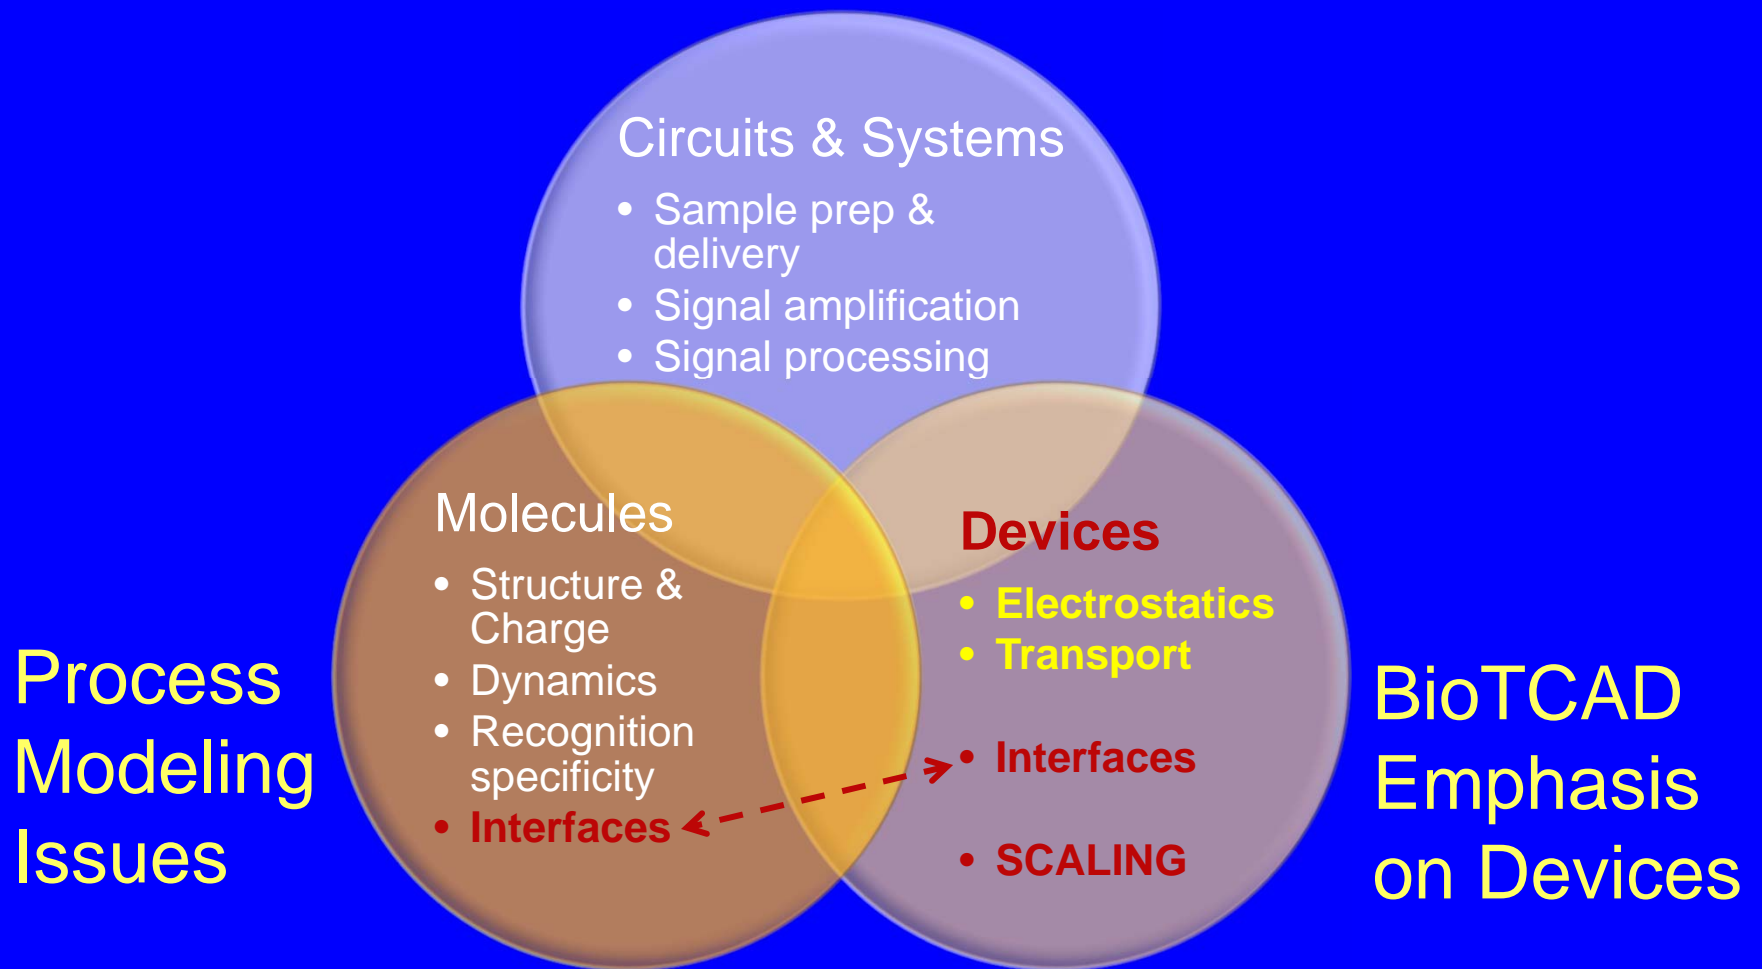 Circuits & Systems
• Sample prep &
delivery
• Signal amplification
• Signal processing
Molecules
• Structure &
Charge
• Dynamics
• Recognition
specificity
• Interfaces
Devices
• Electrostatics
• Transport
• Interfaces
• SCALING
Process
Modeling
Issues
BioTCAD
Emphasis
on Devices